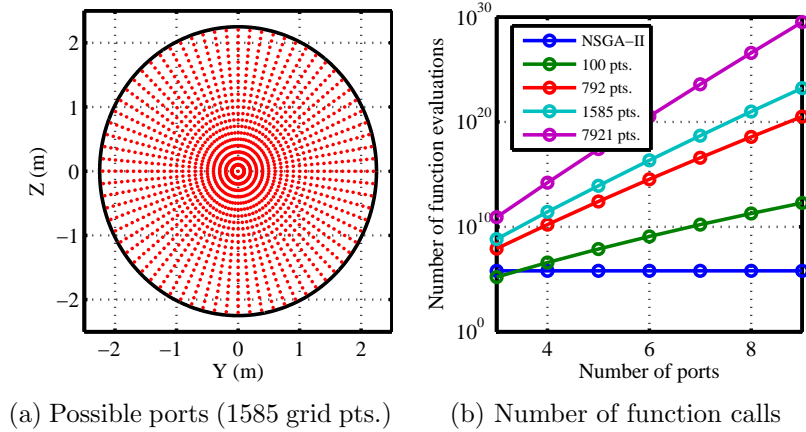 2
1
0
−1
−2
Z (m)
−2 −1 0 1 2
Y (m)
(a) Possible ports (1585 grid pts.)
10^30
10^20
10^10
10^0
Number of function evaluations
NSGA−II
100 pts.
792 pts.
1585 pts.
7921 pts.
4 6 8
Number of ports
(b) Number of function calls